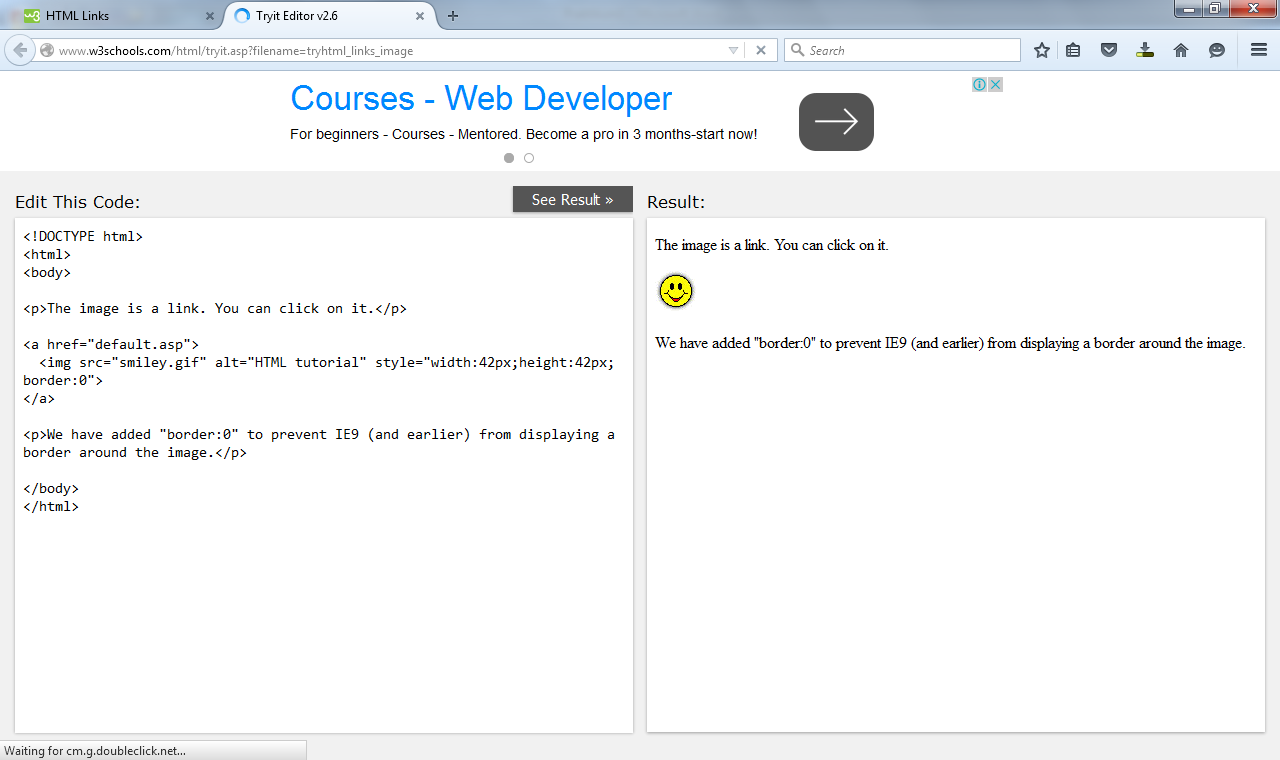 HTML Links
Tryit Editor v2.6
www.w3schools.com/html/tryit.asp?filename=tryhtml_links_image
Search
Courses - Web Developer
For beginners - Courses - Mentored. Become a pro in 3 months-start now!
Edit This Code:
See Result »
Result:
<!DOCTYPE html>
<html>
<body>
<p>The image is a link. You can click on it.</p>
<a href="default.asp">
<img src="smiley.gif" alt="HTML tutorial" style="width:42px;height:42px;
border:0">
</a>
<p>We have added "border:0" to prevent IE9 (and earlier) from displaying a
border around the image.</p>
</body>
</html>
The image is a link. You can click on it.
We have added "border:0" to prevent IE9 (and earlier) from displaying a border around the image.
Waiting for cm.g.doubleclick.net...